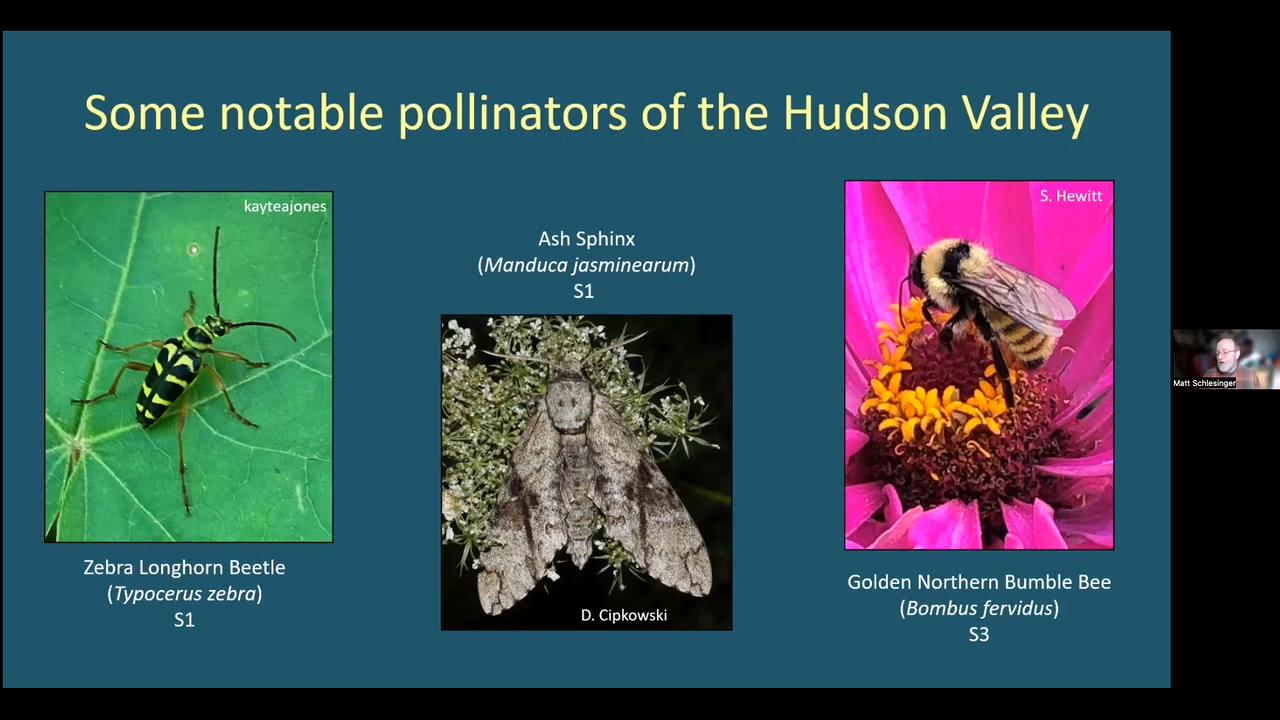 Some notable pollinators of the Hudson Valley
kayteajones
Zebra Longhorn Beetle
(Typocerus zebra)
S1
Ash Sphinx
(Manduca jasminearum)
S1
D. Cipkowski
S. Hewitt
Golden Northern Bumble Bee
(Bombus fervidus)
S3
Matt Schlesinger